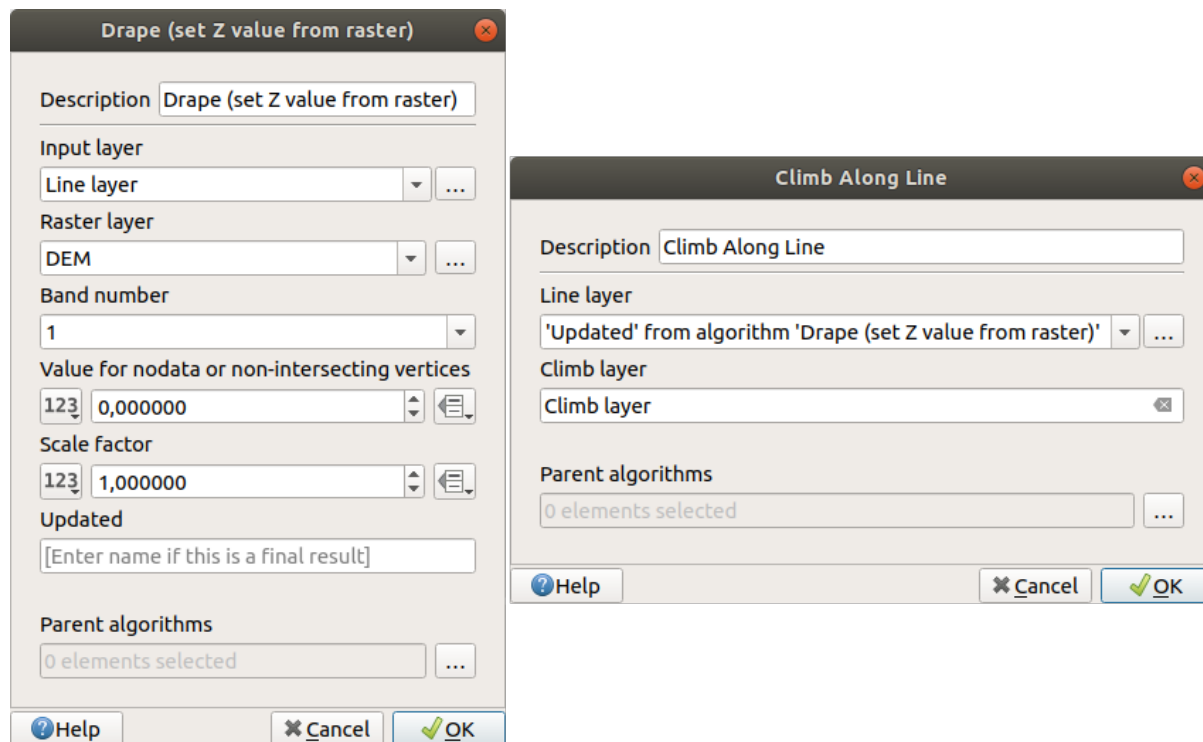 Drape (set Z value from raster)
Description Drape (set Z value from raster)
Input layer
Line layer ...
Raster layer
DEM ...
Band number
1
Value for nodata or non-intersecting vertices
123 0,000000
Scale factor
123 1,000000
Updated
[Enter name if this is a final result]
Parent algorithms
0 elements selected ...
Help Cancel OK
Climb Along Line
Description Climb Along Line
Line layer
'Updated' from algorithm 'Drape (set Z value from raster)' ...
Climb layer
Climb layer
Parent algorithms
0 elements selected ...
Help Cancel OK